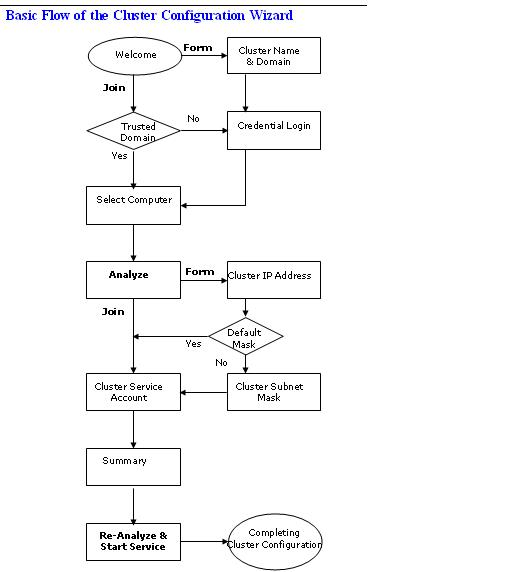 Basic Flow of the Cluster Configuration Wizard
Welcome
Form
Cluster Name
& Domain
Join
Trusted
Domain
No
Credential Login
Yes
Select Computer
Analyze
Form
Cluster IP Address
Join
Default
Mask
Yes
No
Cluster Service
Account
Cluster Subnet
Mask
Summary
Re-Analyze &
Start Service
Completing
Cluster Configuration